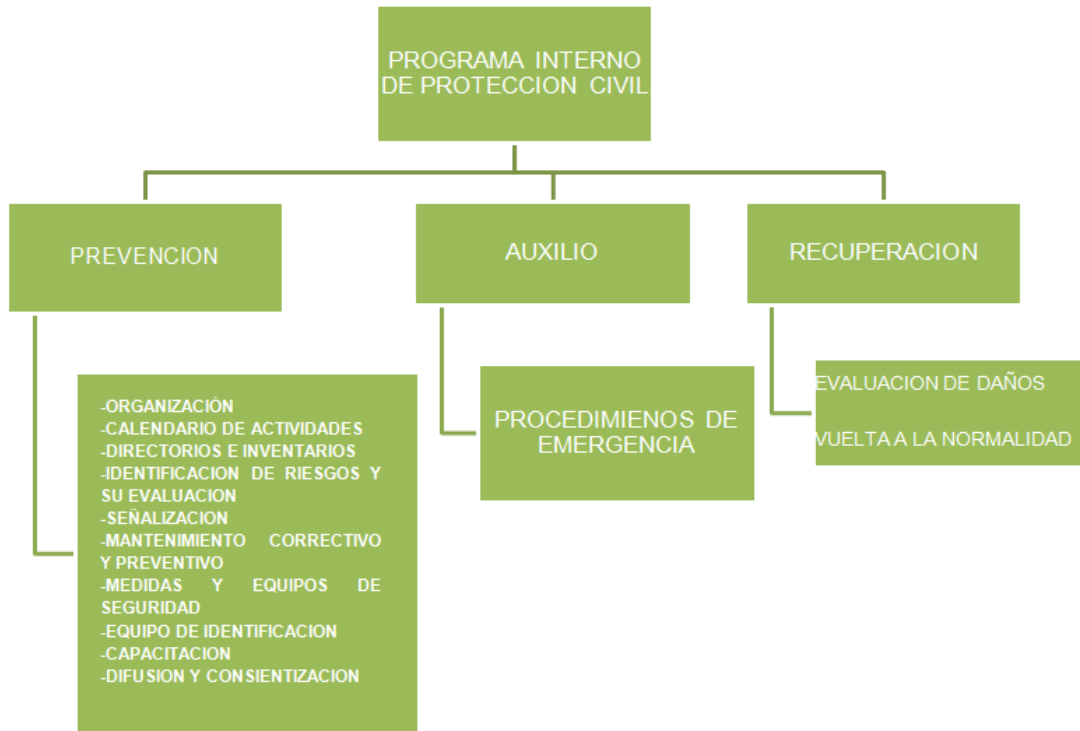 PROGRAMA INTERNO
DE PROTECCION CIVIL
PREVENCION
AUXILIO
RECUPERACION
-ORGANIZACIÓN
-CALENDARIO DE ACTIVIDADES
-DIRECTORIOS E INVENTARIOS
-IDENTIFICACION DE RIESGOS Y
SU EVALUACION
-SEÑALIZACION
-MANTENIMIENTO CORRECTIVO
Y PREVENTIVO
-MEDIDAS Y EQUIPOS DE
SEGURIDAD
-EQUIPO DE IDENTIFICACION
-CAPACITACION
-DIFUSION Y CONSIENTIZACION
PROCEDIMIENOS DE
EMERGENCIA
EVALUACION DE DAÑOS
VUELTA A LA NORMALIDAD